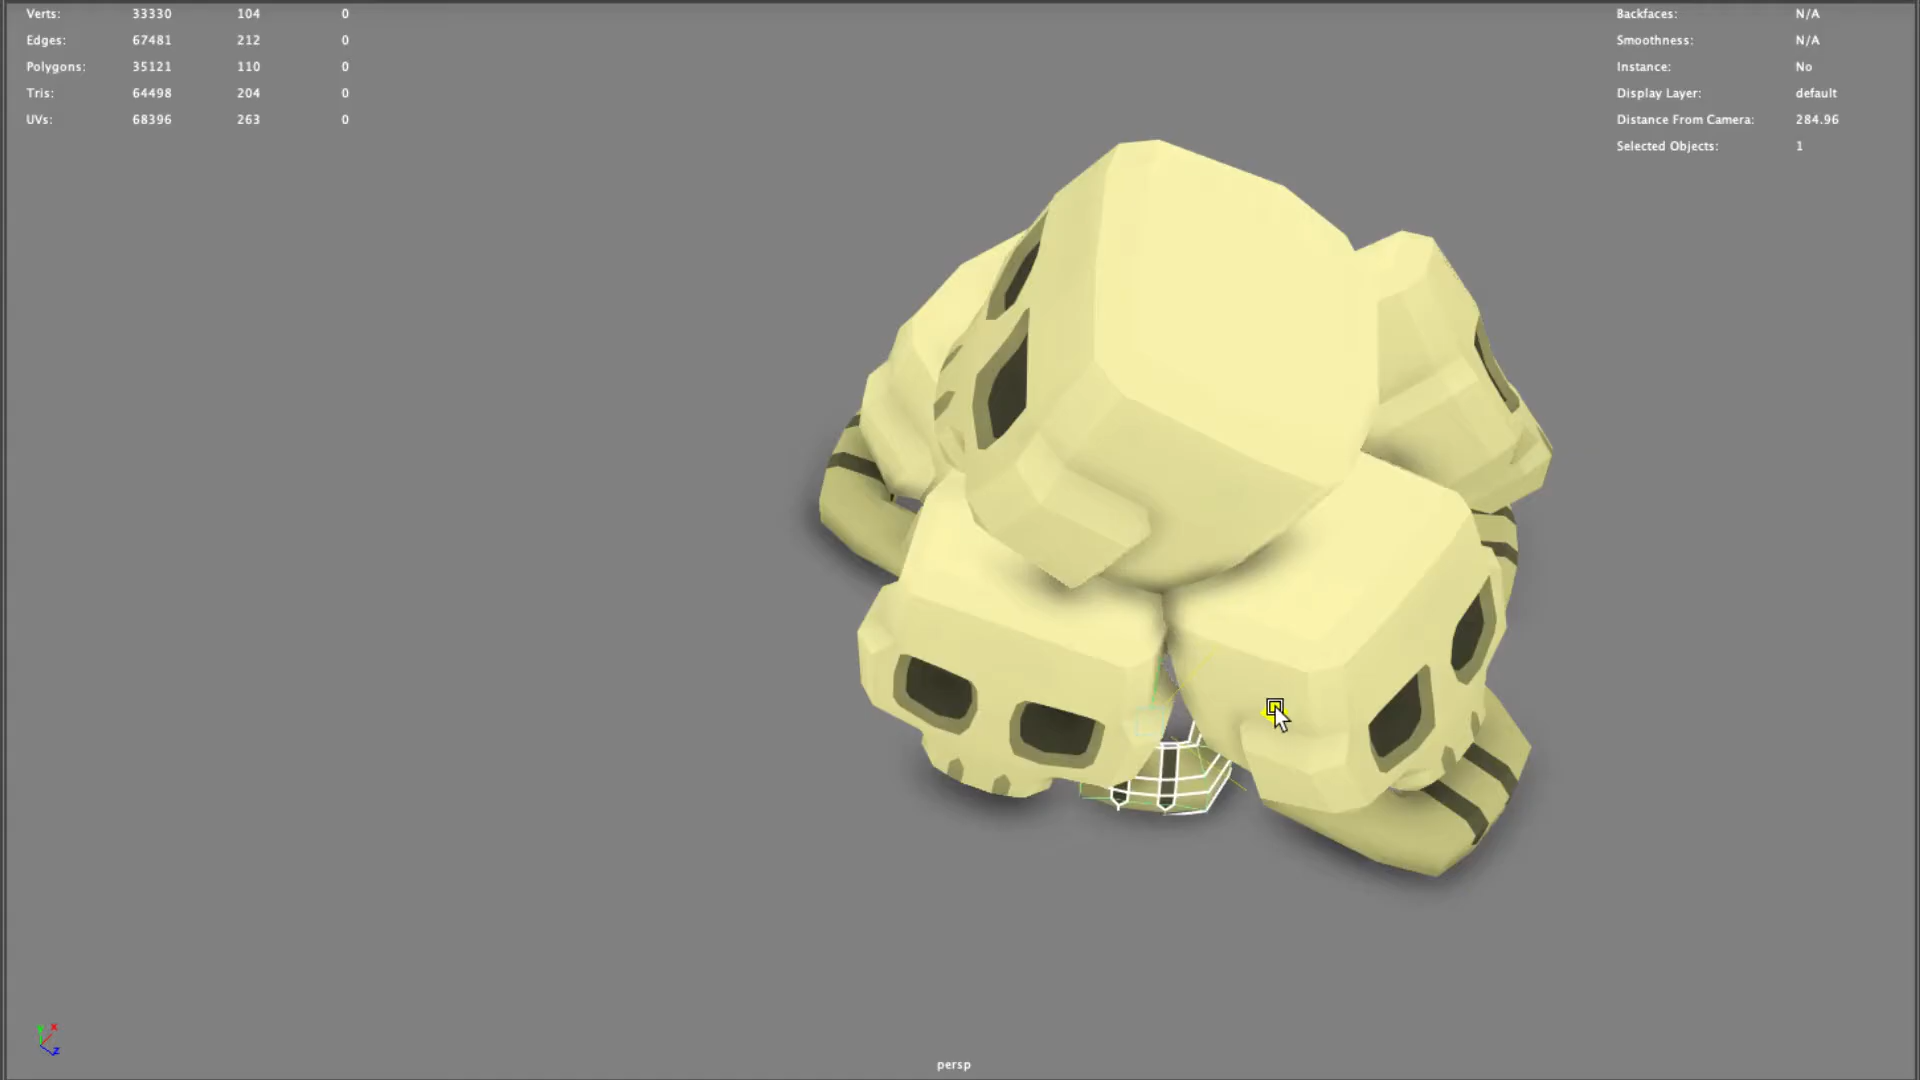 Verts: 33330 104 0
Edges: 67481 212 0
Polygons: 35121 110 0
Tris: 64498 204 0
UVs: 68396 263 0
Backfaces: N/A
Smoothness: N/A
Instance: No
Display Layer: default
Distance From Camera: 284.96
Selected Objects: 1
y x
z
persp